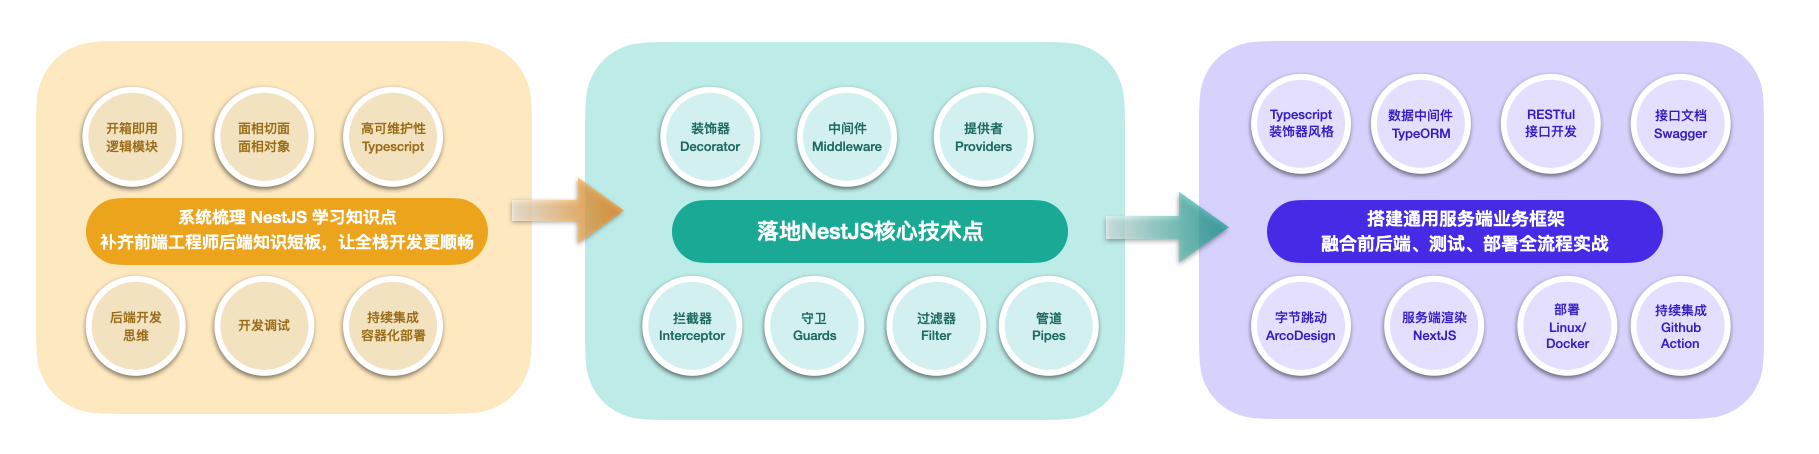 开箱即用
逻辑模块
面相切面
面相对象
高可维护性
Typescript
系统梳理 NestJS 学习知识点
补齐前端工程师后端知识短板，让全栈开发更顺畅
后端开发
思维
开发调试
持续集成
容器化部署
装饰器
Decorator
中间件
Middleware
提供者
Providers
落地NestJS核心技术点
拦截器
Interceptor
守卫
Guards
过滤器
Filter
管道
Pipes
Typescript
装饰器风格
数据中间件
TypeORM
RESTful
接口开发
接口文档
Swagger
搭建通用服务端业务框架
融合前后端、测试、部署全流程实战
字节跳动
ArcoDesign
服务端渲染
NextJS
部署
Linux/
Docker
持续集成
Github
Action